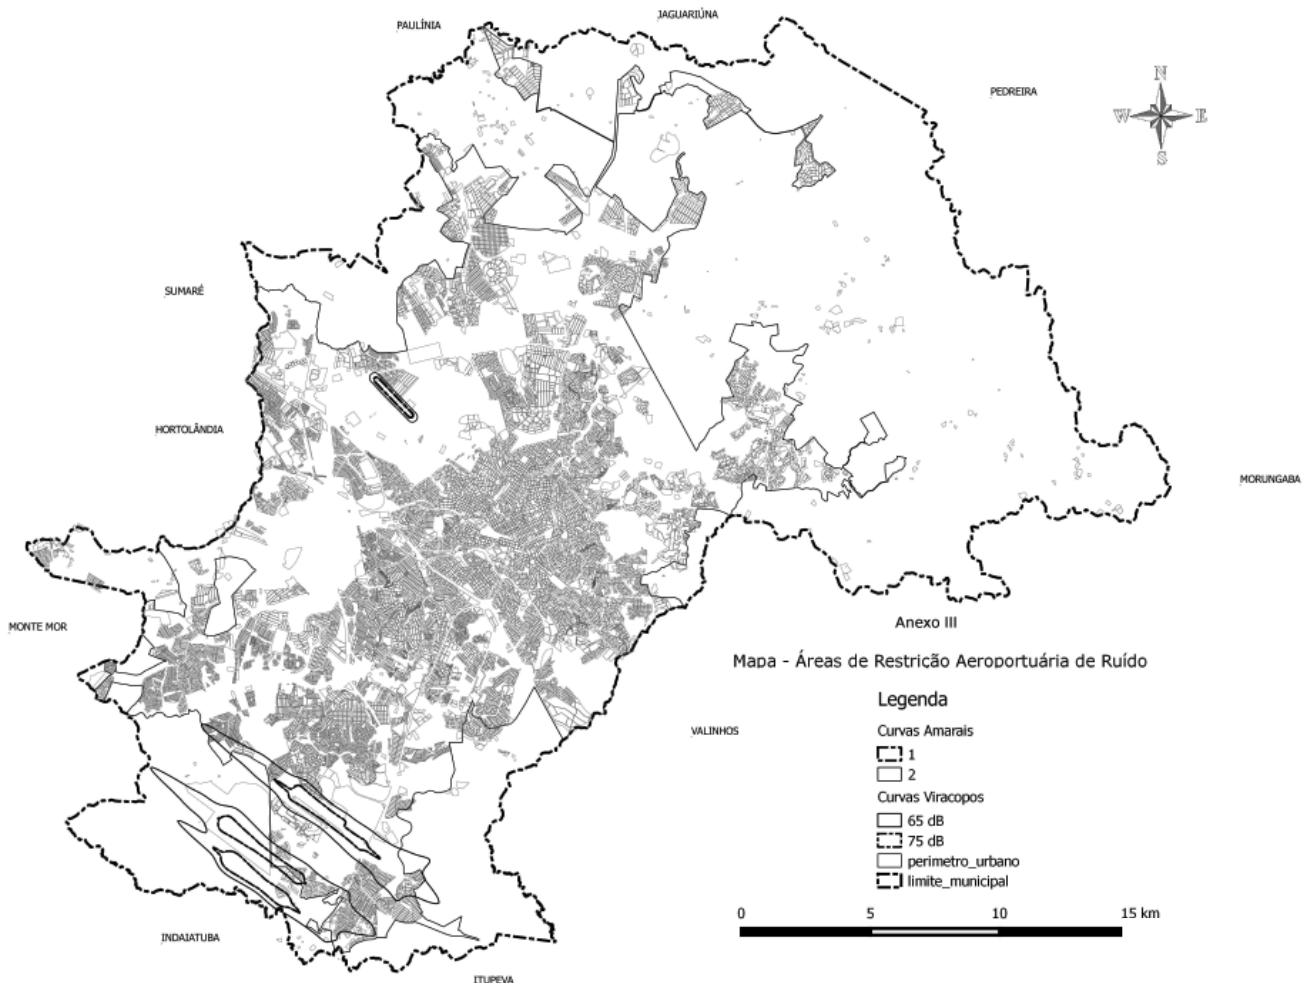 JAGUARIÚNA
PAULÍNIA
PEDREIRA
N
W E
S
SUMARÉ
HORTOLÂNDIA
MORUNGABA
MONTE MOR
Anexo III
Mapa - Áreas de Restrição Aeroportuária de Ruído
Legenda
VALINHOS
Curvas Amarais
1
2
Curvas Viracopos
65 dB
75 dB
perimetro_urbano
limite_municipal
0 5 10 15 km
INDAIATUBA
ITUPEVA